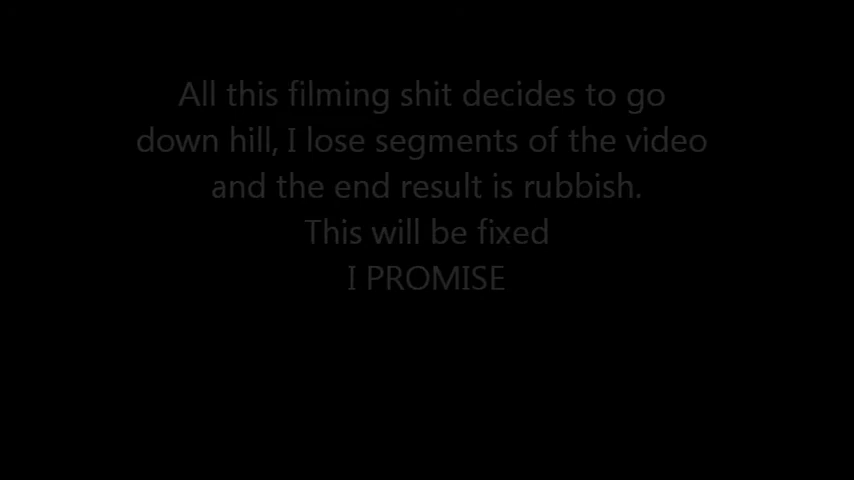 All this filming shit decides to go
down hill, I lose segments of the video
and the end result is rubbish.
This will be fixed
I PROMISE